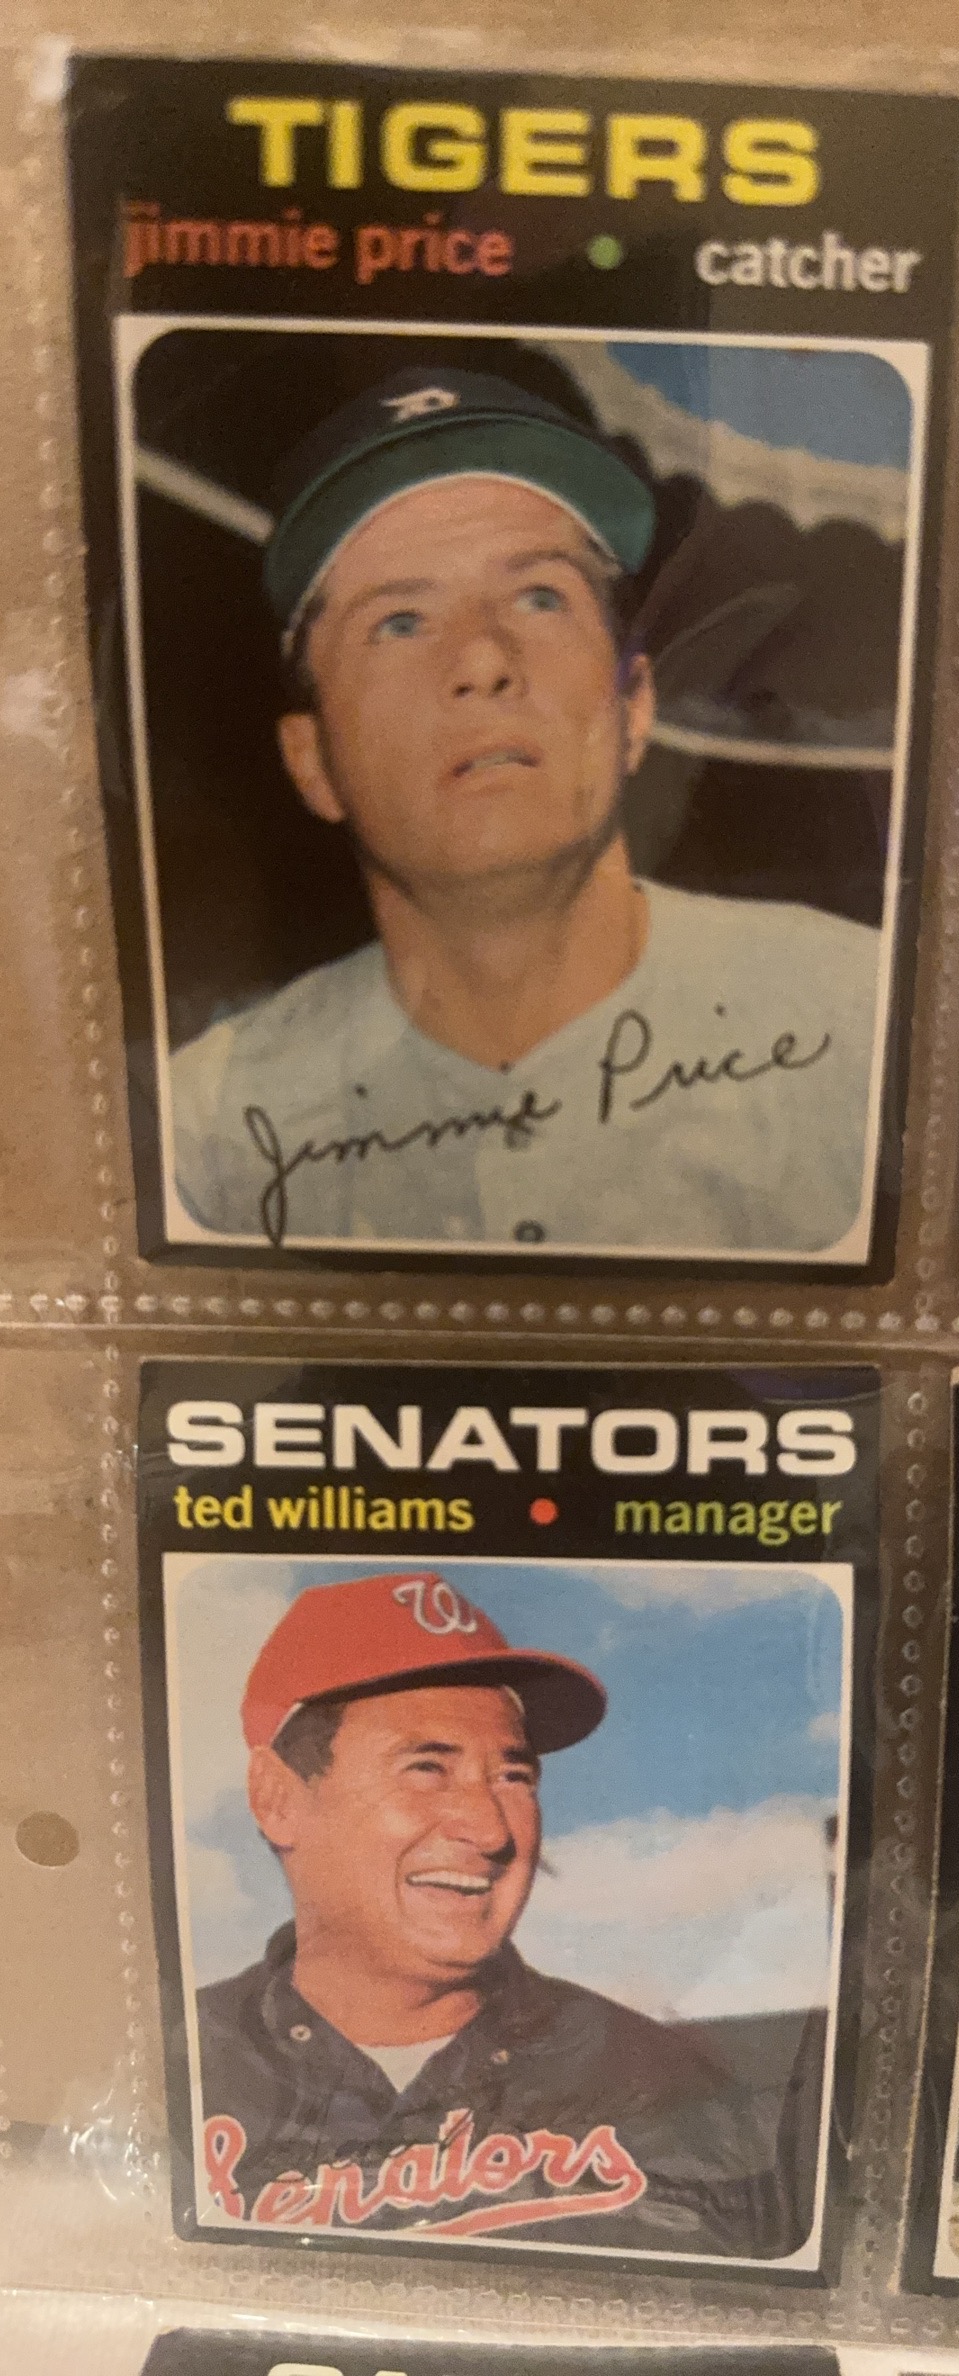 TIGERS
jimmie price • catcher
D
Jimmie Price
SENATORS
ted williams • manager
W
Senators